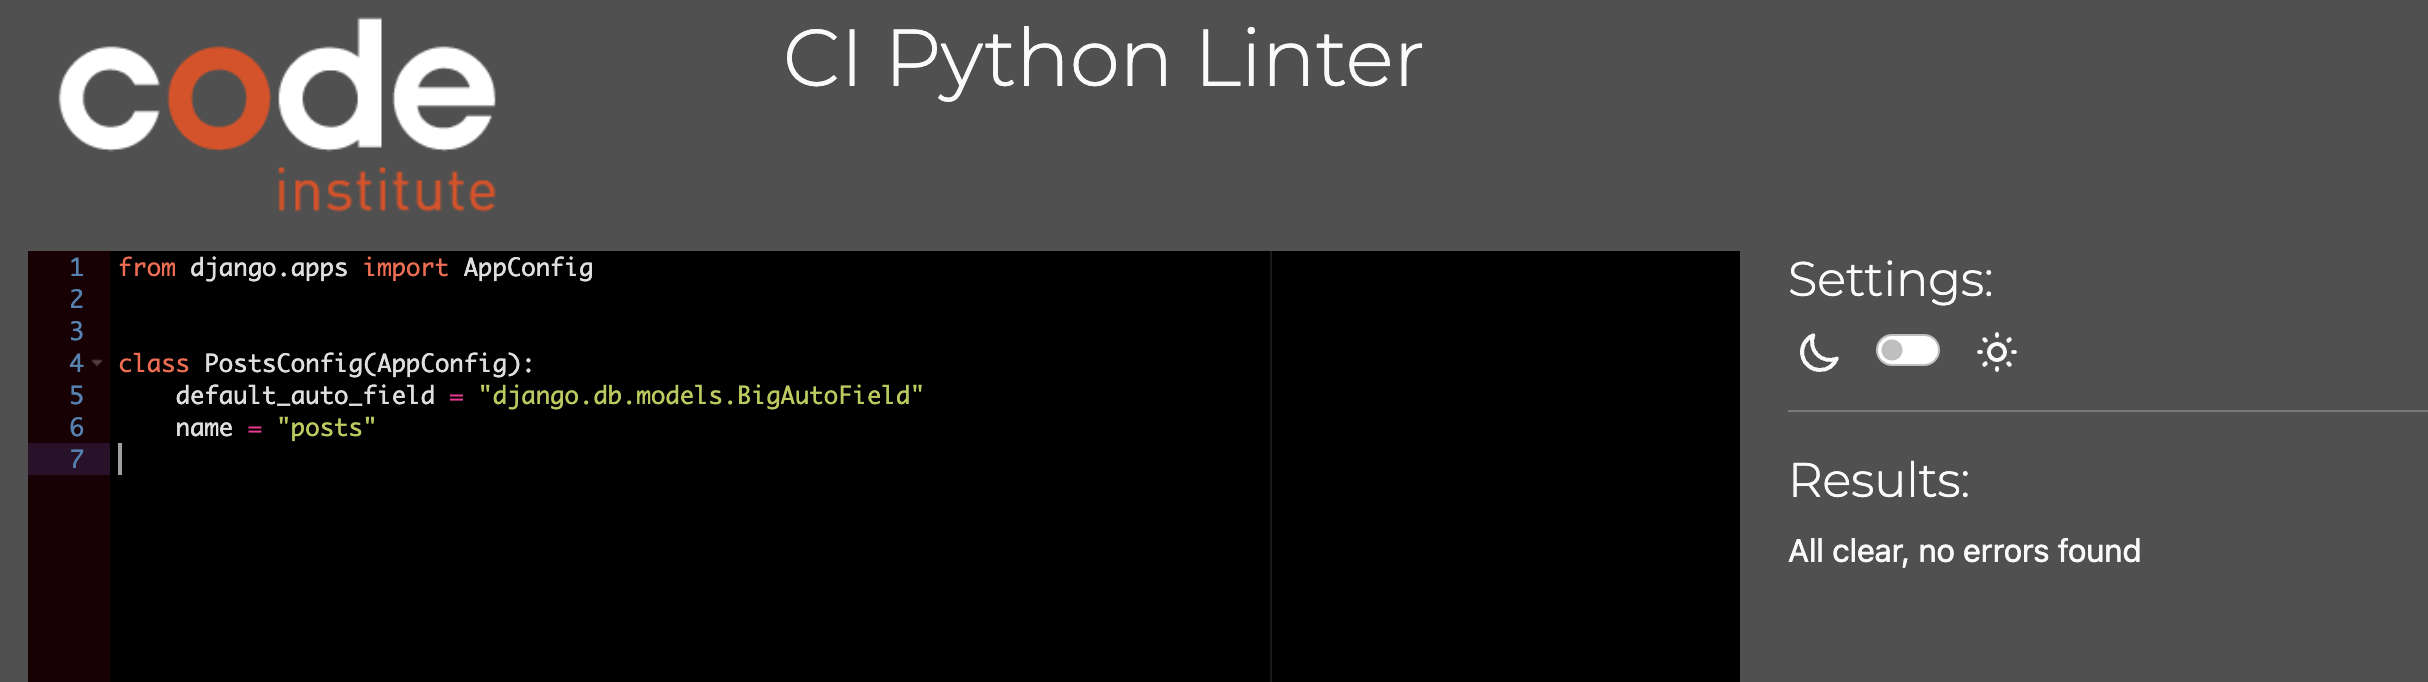 code
institute
CI Python Linter
1 from django.apps import AppConfig
2
3
4 class PostsConfig(AppConfig):
5     default_auto_field = "django.db.models.BigAutoField"
6     name = "posts"
7
Settings:
Results:
All clear, no errors found